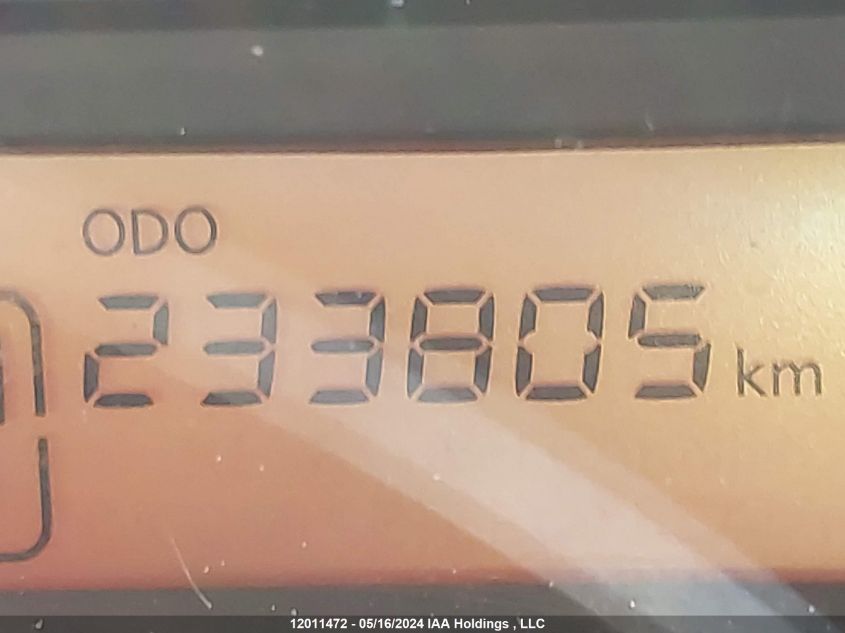 ODO
233805 km
12011472 - 05/16/2024 IAA Holdings , LLC